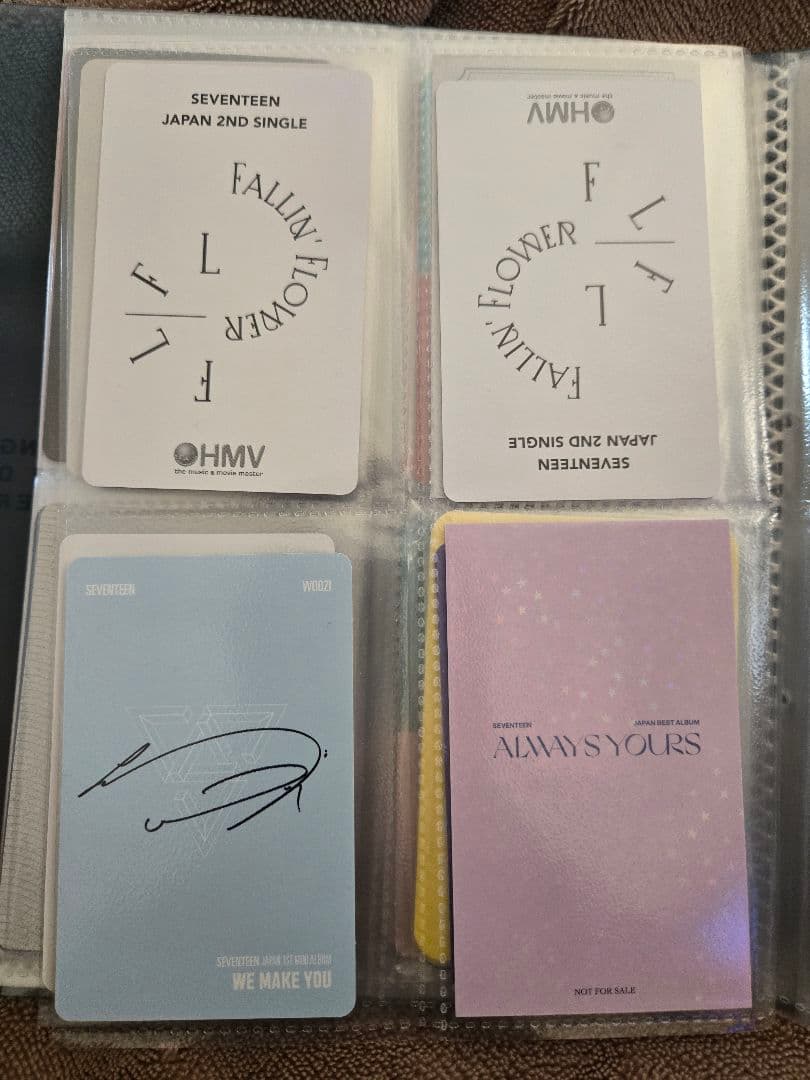 SEVENTEEN
JAPAN 2ND SINGLE
FALLIN' FLOWER
F L
F L
HMV
the music & movie master
HMV
the music & movie master
F L
F L
FALLIN' FLOWER
JAPAN 2ND SINGLE
SEVENTEEN
SEVENTEEN WOOZI
SEVENTEEN JAPAN 1ST MINI ALBUM
WE MAKE YOU
SEVENTEEN JAPAN BEST ALBUM
ALWAYS YOURS
NOT FOR SALE